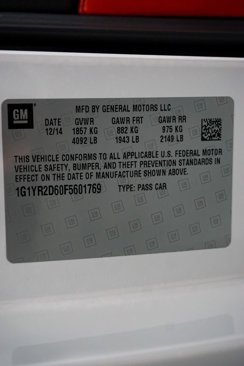 GM
MFD BY GENERAL MOTORS LLC
DATE GVWR GAWR FRT GAWR RR
12/14 1857 KG 882 KG 975 KG
4092 LB 1943 LB 2149 LB
THIS VEHICLE CONFORMS TO ALL APPLICABLE U.S. FEDERAL MOTOR
VEHICLE SAFETY, BUMPER, AND THEFT PREVENTION STANDARDS IN
EFFECT ON THE DATE OF MANUFACTURE SHOWN ABOVE.
1G1YR2D60F5601769 TYPE: PASS CAR